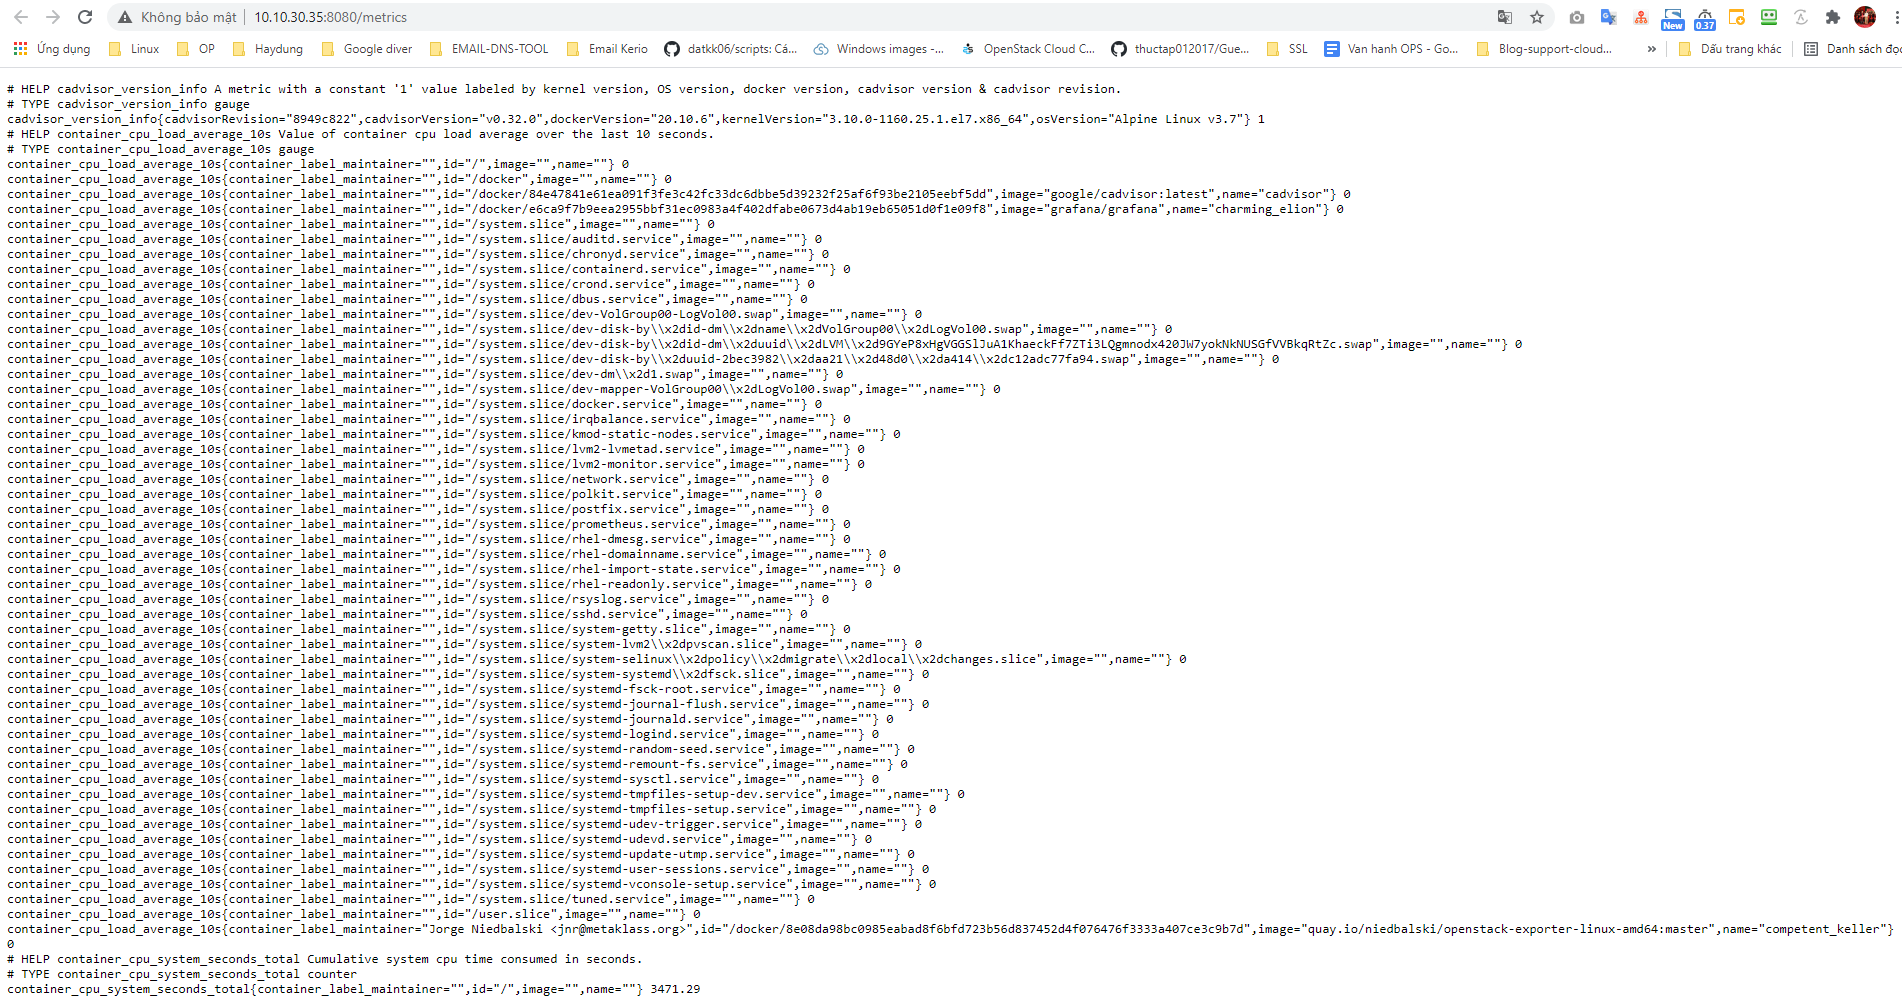 Không bảo mật | 10.10.30.35:8080/metrics
New
0.37
Ứng dụng Linux OP Haydung Google diver EMAIL-DNS-TOOL Email Kerio datkk06/scripts: Cá... Windows images -... OpenStack Cloud C... thuctap012017/Gue... SSL Van hanh OPS - Go... Blog-support-cloud... » Dấu trang khác Danh sách đọc
# HELP cadvisor_version_info A metric with a constant '1' value labeled by kernel version, OS version, docker version, cadvisor version & cadvisor revision.
# TYPE cadvisor_version_info gauge
cadvisor_version_info{cadvisorRevision="8949c822",cadvisorVersion="v0.32.0",dockerVersion="20.10.6",kernelVersion="3.10.0-1160.25.1.el7.x86_64",osVersion="Alpine Linux v3.7"} 1
# HELP container_cpu_load_average_10s Value of container cpu load average over the last 10 seconds.
# TYPE container_cpu_load_average_10s gauge
container_cpu_load_average_10s{container_label_maintainer="",id="/",image="",name=""} 0
container_cpu_load_average_10s{container_label_maintainer="",id="/docker",image="",name=""} 0
container_cpu_load_average_10s{container_label_maintainer="",id="/docker/84e47841e61ea091f3fe3c42fc33dc6dbbe5d39232f25af6f93be2105eebf5dd",image="google/cadvisor:latest",name="cadvisor"} 0
container_cpu_load_average_10s{container_label_maintainer="",id="/docker/e6ca9f7b9eea2955bbf31ec0983a4f402dfabe0673d4ab19eb65051d0f1e09f8",image="grafana/grafana",name="charming_elion"} 0
container_cpu_load_average_10s{container_label_maintainer="",id="/system.slice",image="",name=""} 0
container_cpu_load_average_10s{container_label_maintainer="",id="/system.slice/auditd.service",image="",name=""} 0
container_cpu_load_average_10s{container_label_maintainer="",id="/system.slice/chronyd.service",image="",name=""} 0
container_cpu_load_average_10s{container_label_maintainer="",id="/system.slice/containerd.service",image="",name=""} 0
container_cpu_load_average_10s{container_label_maintainer="",id="/system.slice/crond.service",image="",name=""} 0
container_cpu_load_average_10s{container_label_maintainer="",id="/system.slice/dbus.service",image="",name=""} 0
container_cpu_load_average_10s{container_label_maintainer="",id="/system.slice/dev-VolGroup00-LogVol00.swap",image="",name=""} 0
container_cpu_load_average_10s{container_label_maintainer="",id="/system.slice/dev-disk-by\\x2did-dm\\x2dname\\x2dVolGroup00\\x2dLogVol00.swap",image="",name=""} 0
container_cpu_load_average_10s{container_label_maintainer="",id="/system.slice/dev-disk-by\\x2did-dm\\x2duuid\\x2dLVM\\x2d9GYeP8xHgVGGSlJuA1KhaeckFf7ZTi3LQgmnodx420JW7yokNkNUSGfVVBkqRtZc.swap",image="",name=""} 0
container_cpu_load_average_10s{container_label_maintainer="",id="/system.slice/dev-disk-by\\x2duuid-2bec3982\\x2daa21\\x2d48d0\\x2da414\\x2dc12adc77fa94.swap",image="",name=""} 0
container_cpu_load_average_10s{container_label_maintainer="",id="/system.slice/dev-dm\\x2d1.swap",image="",name=""} 0
container_cpu_load_average_10s{container_label_maintainer="",id="/system.slice/dev-mapper-VolGroup00\\x2dLogVol00.swap",image="",name=""} 0
container_cpu_load_average_10s{container_label_maintainer="",id="/system.slice/docker.service",image="",name=""} 0
container_cpu_load_average_10s{container_label_maintainer="",id="/system.slice/irqbalance.service",image="",name=""} 0
container_cpu_load_average_10s{container_label_maintainer="",id="/system.slice/kmod-static-nodes.service",image="",name=""} 0
container_cpu_load_average_10s{container_label_maintainer="",id="/system.slice/lvm2-lvmetad.service",image="",name=""} 0
container_cpu_load_average_10s{container_label_maintainer="",id="/system.slice/lvm2-monitor.service",image="",name=""} 0
container_cpu_load_average_10s{container_label_maintainer="",id="/system.slice/network.service",image="",name=""} 0
container_cpu_load_average_10s{container_label_maintainer="",id="/system.slice/polkit.service",image="",name=""} 0
container_cpu_load_average_10s{container_label_maintainer="",id="/system.slice/postfix.service",image="",name=""} 0
container_cpu_load_average_10s{container_label_maintainer="",id="/system.slice/prometheus.service",image="",name=""} 0
container_cpu_load_average_10s{container_label_maintainer="",id="/system.slice/rhel-dmesg.service",image="",name=""} 0
container_cpu_load_average_10s{container_label_maintainer="",id="/system.slice/rhel-domainname.service",image="",name=""} 0
container_cpu_load_average_10s{container_label_maintainer="",id="/system.slice/rhel-import-state.service",image="",name=""} 0
container_cpu_load_average_10s{container_label_maintainer="",id="/system.slice/rhel-readonly.service",image="",name=""} 0
container_cpu_load_average_10s{container_label_maintainer="",id="/system.slice/rsyslog.service",image="",name=""} 0
container_cpu_load_average_10s{container_label_maintainer="",id="/system.slice/sshd.service",image="",name=""} 0
container_cpu_load_average_10s{container_label_maintainer="",id="/system.slice/system-getty.slice",image="",name=""} 0
container_cpu_load_average_10s{container_label_maintainer="",id="/system.slice/system-lvm2\\x2dpvscan.slice",image="",name=""} 0
container_cpu_load_average_10s{container_label_maintainer="",id="/system.slice/system-selinux\\x2dpolicy\\x2dmigrate\\x2dlocal\\x2dchanges.slice",image="",name=""} 0
container_cpu_load_average_10s{container_label_maintainer="",id="/system.slice/system-systemd\\x2dfsck.slice",image="",name=""} 0
container_cpu_load_average_10s{container_label_maintainer="",id="/system.slice/systemd-fsck-root.service",image="",name=""} 0
container_cpu_load_average_10s{container_label_maintainer="",id="/system.slice/systemd-journal-flush.service",image="",name=""} 0
container_cpu_load_average_10s{container_label_maintainer="",id="/system.slice/systemd-journald.service",image="",name=""} 0
container_cpu_load_average_10s{container_label_maintainer="",id="/system.slice/systemd-logind.service",image="",name=""} 0
container_cpu_load_average_10s{container_label_maintainer="",id="/system.slice/systemd-random-seed.service",image="",name=""} 0
container_cpu_load_average_10s{container_label_maintainer="",id="/system.slice/systemd-remount-fs.service",image="",name=""} 0
container_cpu_load_average_10s{container_label_maintainer="",id="/system.slice/systemd-sysctl.service",image="",name=""} 0
container_cpu_load_average_10s{container_label_maintainer="",id="/system.slice/systemd-tmpfiles-setup-dev.service",image="",name=""} 0
container_cpu_load_average_10s{container_label_maintainer="",id="/system.slice/systemd-tmpfiles-setup.service",image="",name=""} 0
container_cpu_load_average_10s{container_label_maintainer="",id="/system.slice/systemd-udev-trigger.service",image="",name=""} 0
container_cpu_load_average_10s{container_label_maintainer="",id="/system.slice/systemd-udevd.service",image="",name=""} 0
container_cpu_load_average_10s{container_label_maintainer="",id="/system.slice/systemd-update-utmp.service",image="",name=""} 0
container_cpu_load_average_10s{container_label_maintainer="",id="/system.slice/systemd-user-sessions.service",image="",name=""} 0
container_cpu_load_average_10s{container_label_maintainer="",id="/system.slice/systemd-vconsole-setup.service",image="",name=""} 0
container_cpu_load_average_10s{container_label_maintainer="",id="/system.slice/tuned.service",image="",name=""} 0
container_cpu_load_average_10s{container_label_maintainer="",id="/user.slice",image="",name=""} 0
container_cpu_load_average_10s{container_label_maintainer="Jorge Niedbalski <jnr@metaklass.org>",id="/docker/8e08da98bc0985eabad8f6bfd723b56d837452d4f076476f3333a407ce3c9b7d",image="quay.io/niedbalski/openstack-exporter-linux-amd64:master",name="competent_keller"}
0
# HELP container_cpu_system_seconds_total Cumulative system cpu time consumed in seconds.
# TYPE container_cpu_system_seconds_total counter
container_cpu_system_seconds_total{container_label_maintainer="",id="/",image="",name=""} 3471.29